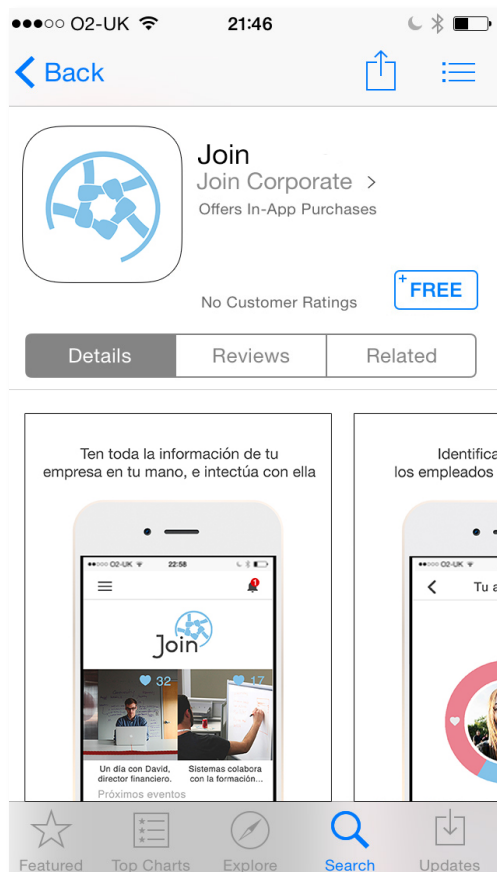 O2-UK 21:46
Back
Join
Join Corporate >
Offers In-App Purchases
No Customer Ratings
+ FREE
Details Reviews Related
Ten toda la información de tu
empresa en tu mano, e intectúa con ella
Identifica
los empleados
O2-UK 22:58
1
Join
32 17
Un día con David,
director financiero.
Sistemas colabora
con la formación...
Próximos eventos
O2-UK
Tu a
Featured Top Charts Explore Search Updates